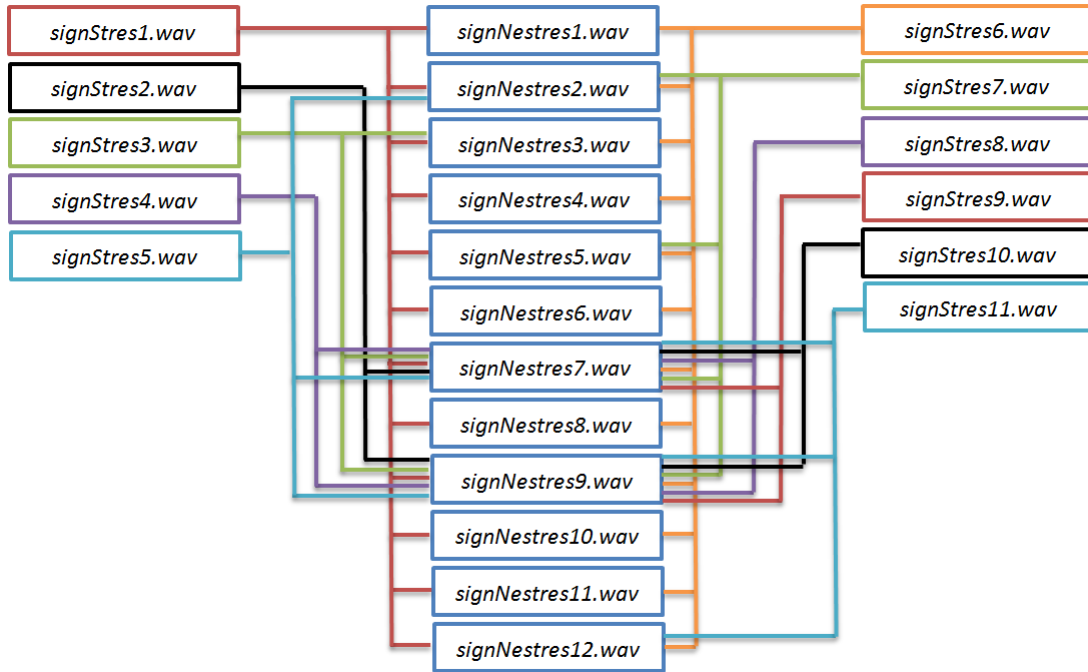 signStres1.wav
signStres2.wav
signStres3.wav
signStres4.wav
signStres5.wav
signNestres1.wav
signNestres2.wav
signNestres3.wav
signNestres4.wav
signNestres5.wav
signNestres6.wav
signNestres7.wav
signNestres8.wav
signNestres9.wav
signNestres10.wav
signNestres11.wav
signNestres12.wav
signStres6.wav
signStres7.wav
signStres8.wav
signStres9.wav
signStres10.wav
signStres11.wav